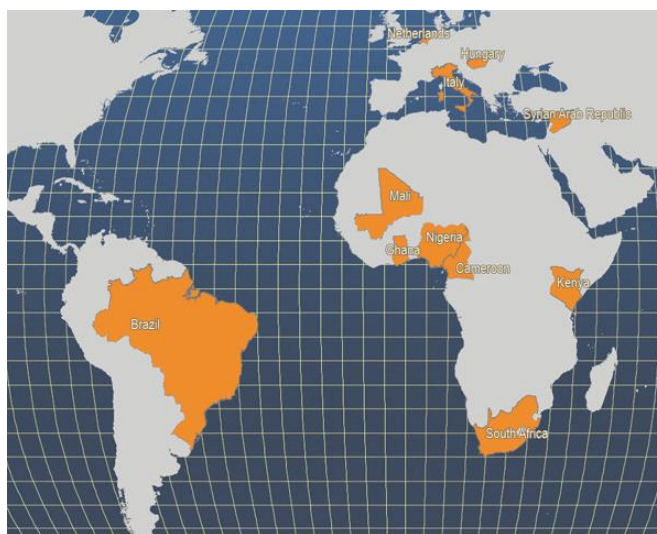 Netherlands
Hungary
Italy
Syrian Arab Republic
Mali
Nigeria
Ghana
Cameroon
Kenya
Brazil
South Africa